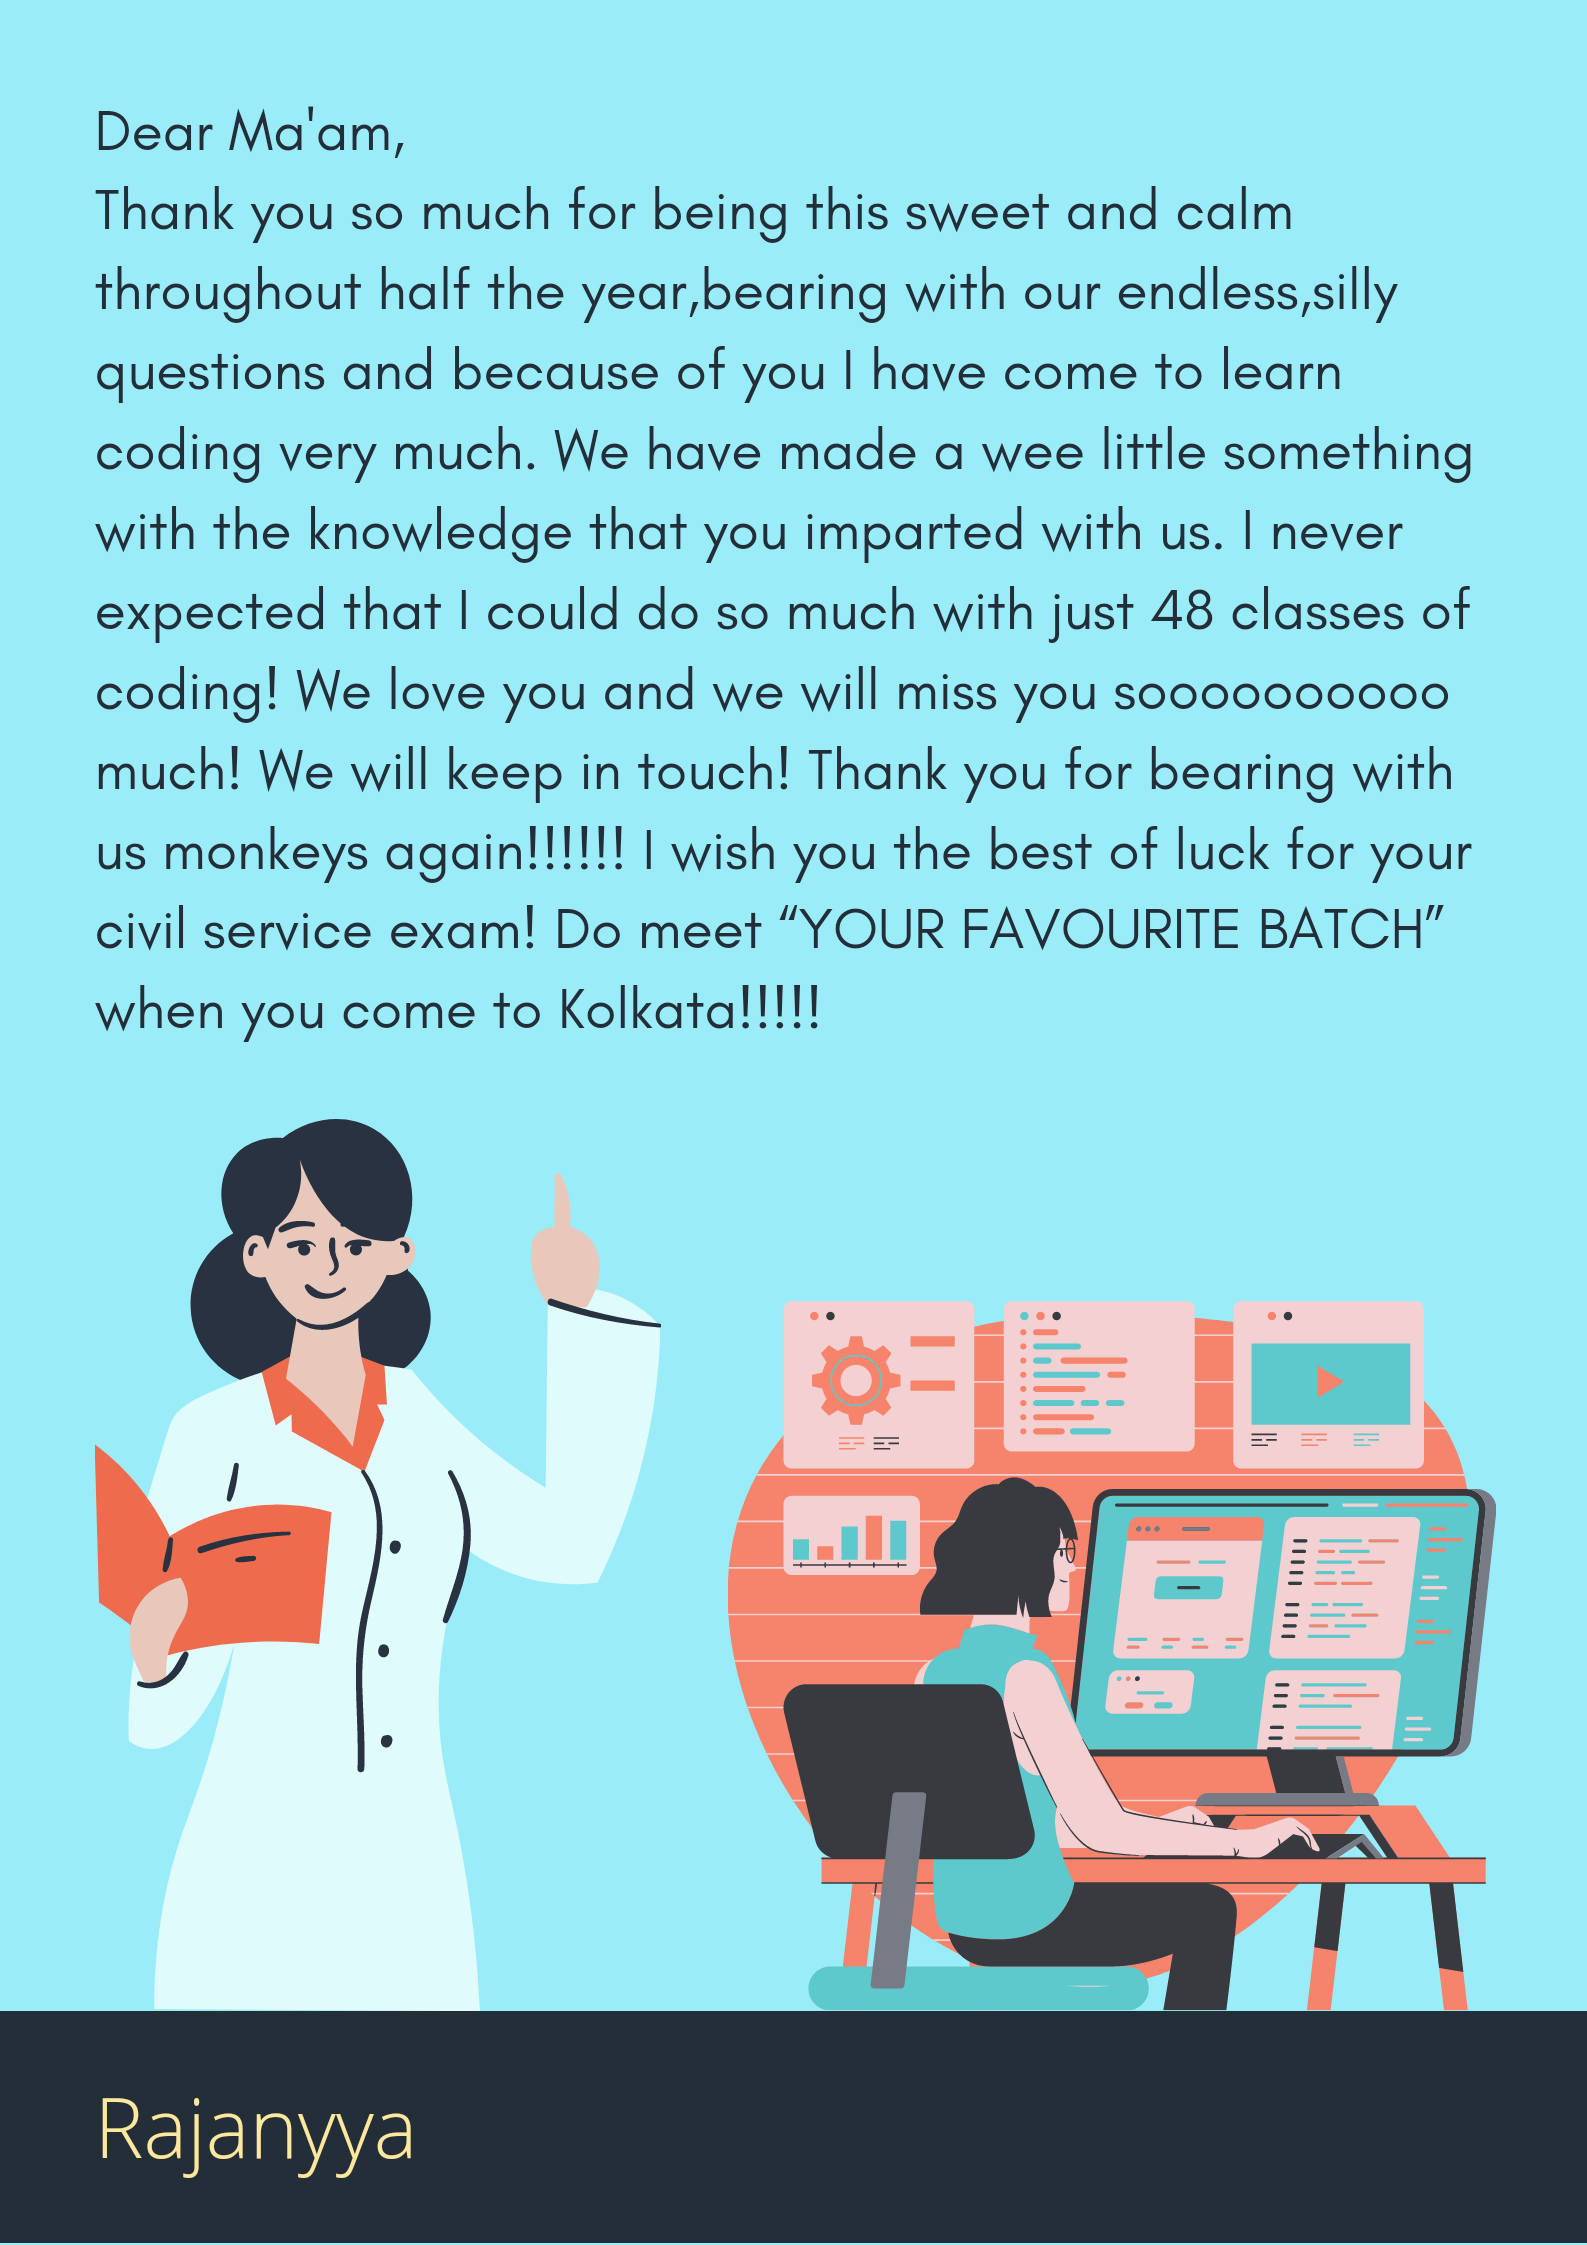 Dear Ma'am,
Thank you so much for being this sweet and calm
throughout half the year,bearing with our endless,silly
questions and because of you I have come to learn
coding very much. We have made a wee little something
with the knowledge that you imparted with us. I never
expected that I could do so much with just 48 classes of
coding! We love you and we will miss you soooooooooo
much! We will keep in touch! Thank you for bearing with
us monkeys again!!!!!! I wish you the best of luck for your
civil service exam! Do meet “YOUR FAVOURITE BATCH”
when you come to Kolkata!!!!!
Rajanyya